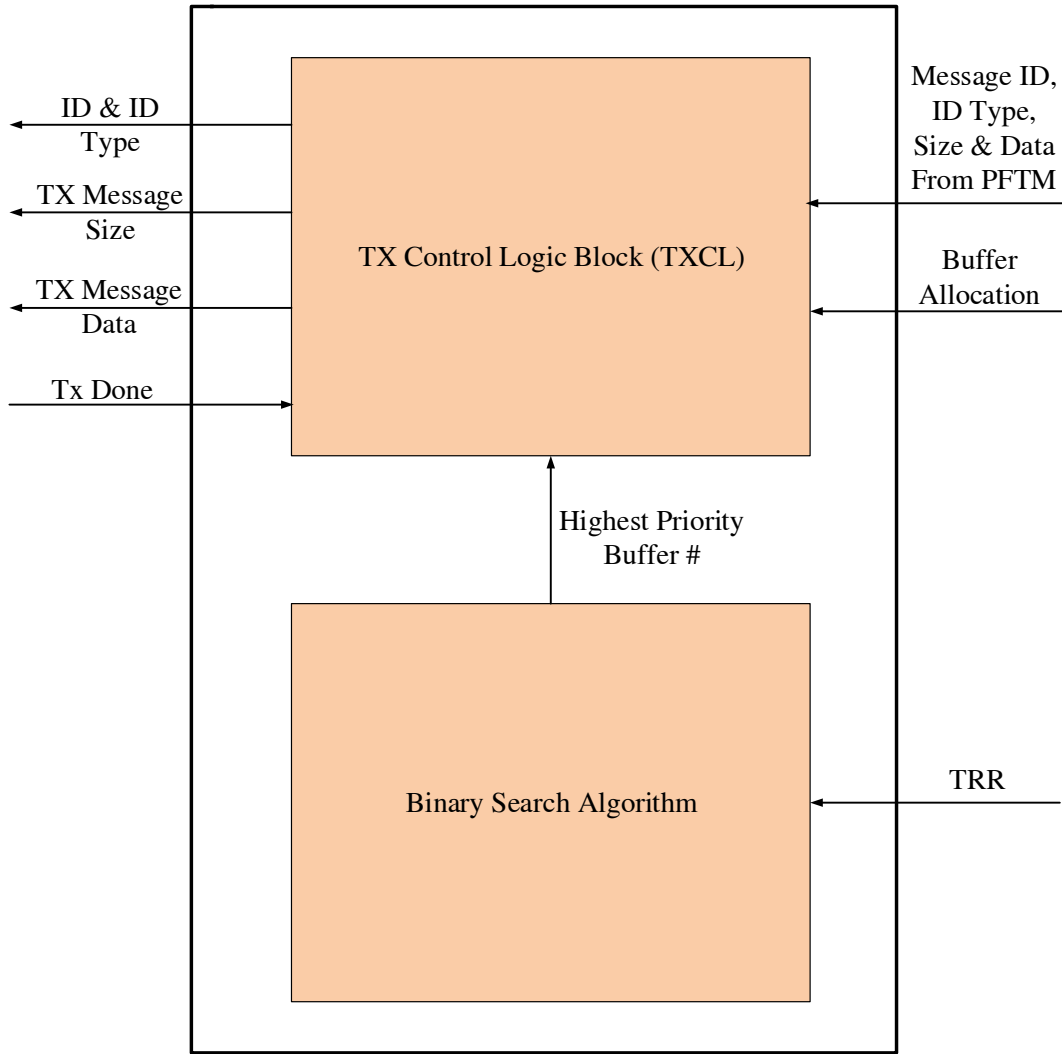 ID & ID
Type
TX Message
Size
TX Message
Data
Tx Done
TX Control Logic Block (TXCL)
Message ID,
ID Type,
Size & Data
From PFTM
Buffer
Allocation
Highest Priority
Buffer #
Binary Search Algorithm
TRR